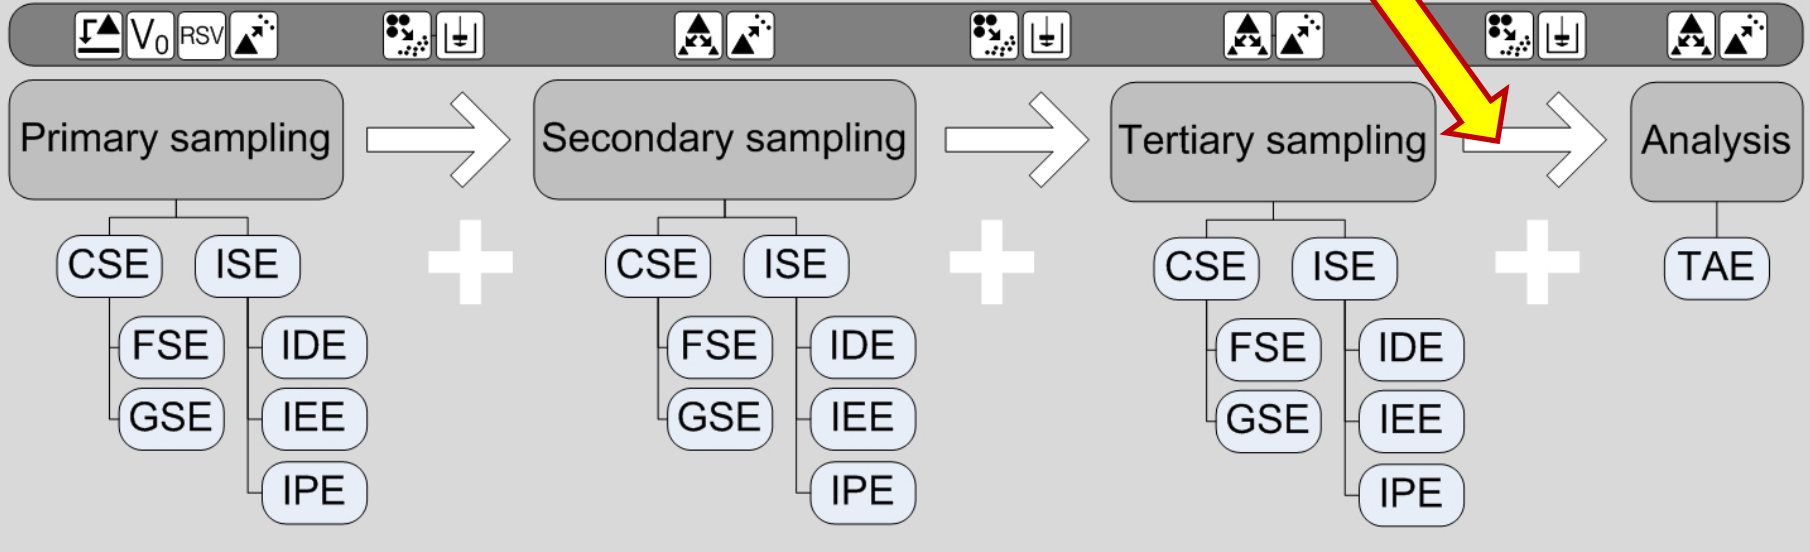 V0 RSV
Primary sampling
Secondary sampling
Tertiary sampling
Analysis
CSE ISE
FSE IDE
GSE IEE
IPE
CSE ISE
FSE IDE
GSE IEE
IPE
CSE ISE
FSE IDE
GSE IEE
IPE
TAE